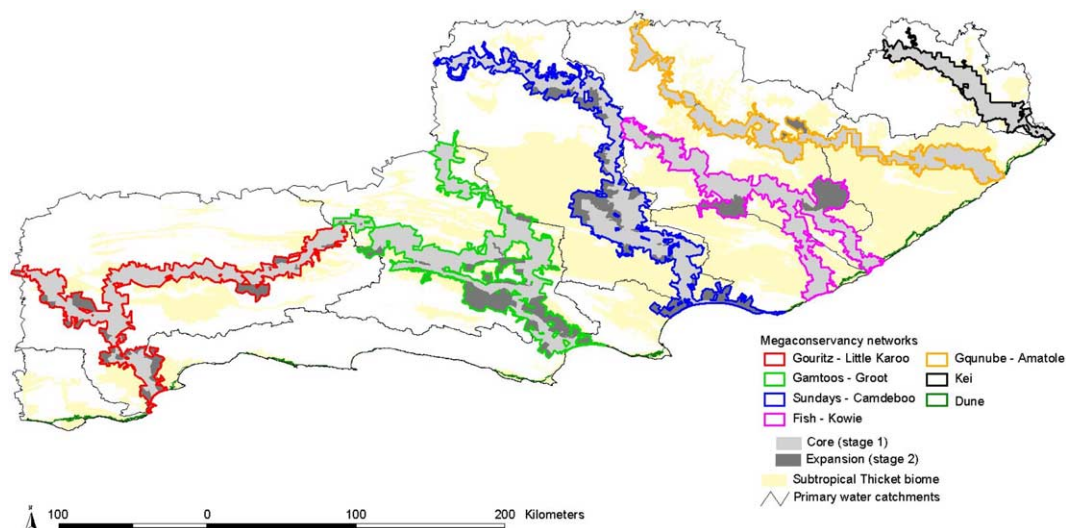 Megaconservancy networks
Gouritz - Little Karoo
Gamtoos - Groot
Sundays - Camdeboo
Fish - Kowie
Gqunube - Amatole
Kei
Dune
Core (stage 1)
Expansion (stage 2)
Subtropical Thicket biome
Primary water catchments
N
100 0 100 200 Kilometers